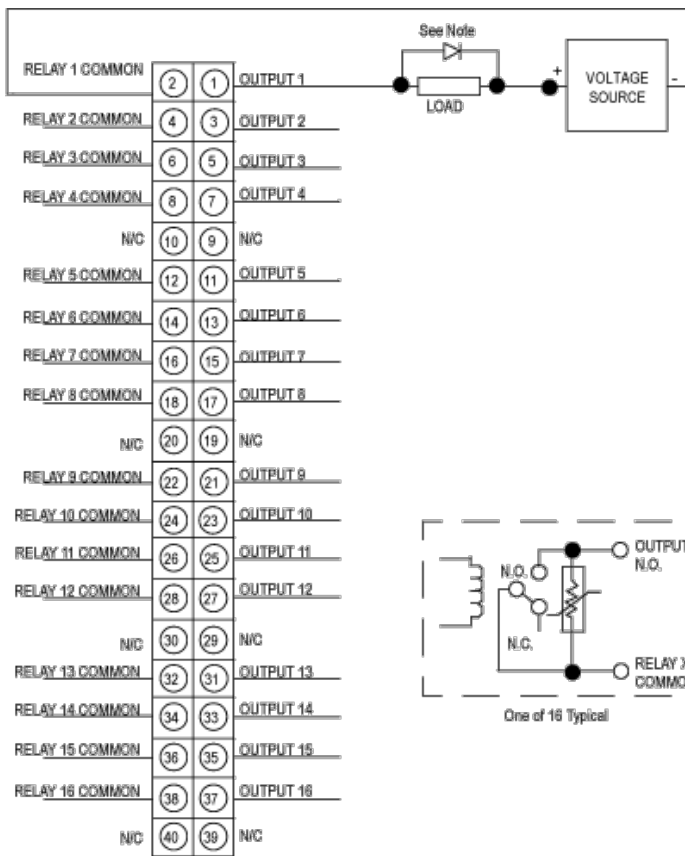 See Note
RELAY 1 COMMON 2 1 OUTPUT 1
+ VOLTAGE SOURCE -
LOAD
RELAY 2 COMMON 4 3 OUTPUT 2
RELAY 3 COMMON 6 5 OUTPUT 3
RELAY 4 COMMON 8 7 OUTPUT 4
N/C 10 9 N/C
RELAY 5 COMMON 12 11 OUTPUT 5
RELAY 6 COMMON 14 13 OUTPUT 6
RELAY 7 COMMON 16 15 OUTPUT 7
RELAY 8 COMMON 18 17 OUTPUT 8
N/C 20 19 N/C
RELAY 9 COMMON 22 21 OUTPUT 9
RELAY 10 COMMON 24 23 OUTPUT 10
RELAY 11 COMMON 26 25 OUTPUT 11
RELAY 12 COMMON 28 27 OUTPUT 12
N/C 30 29 N/C
RELAY 13 COMMON 32 31 OUTPUT 13
RELAY 14 COMMON 34 33 OUTPUT 14
RELAY 15 COMMON 36 35 OUTPUT 15
RELAY 16 COMMON 38 37 OUTPUT 16
N/C 40 39 N/C
OUTPUT
N.O.
N.O.
N.C.
RELAY X
COMMO
One of 16 Typical